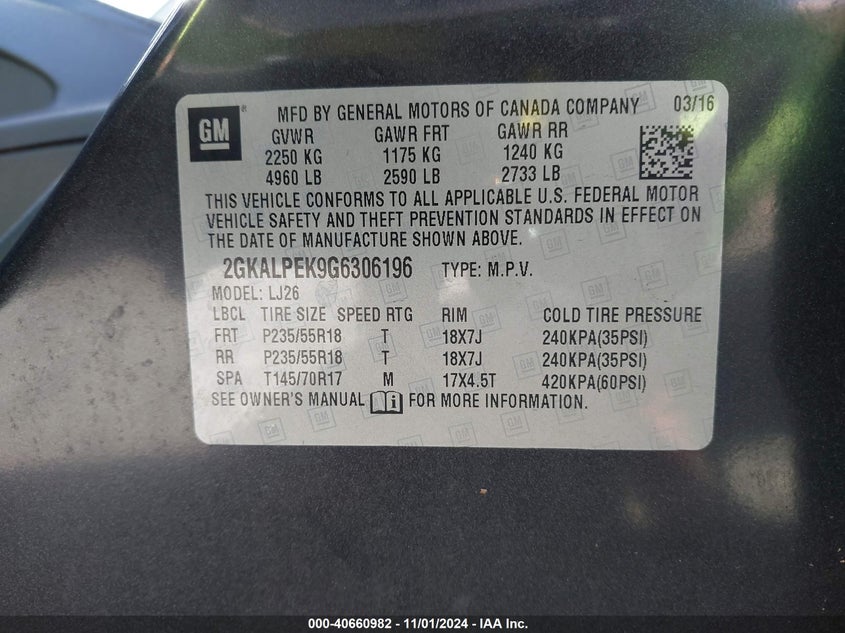 GM
MFD BY GENERAL MOTORS OF CANADA COMPANY 03/16
GVWR GAWR FRT GAWR RR
2250 KG 1175 KG 1240 KG
4960 LB 2590 LB 2733 LB
THIS VEHICLE CONFORMS TO ALL APPLICABLE U.S. FEDERAL MOTOR
VEHICLE SAFETY AND THEFT PREVENTION STANDARDS IN EFFECT ON
THE DATE OF MANUFACTURE SHOWN ABOVE.
2GKALPEK9G6306196 TYPE: M.P.V.
MODEL: LJ26
LBCL TIRE SIZE SPEED RTG RIM COLD TIRE PRESSURE
FRT P235/55R18 T 18X7J 240KPA(35PSI)
RR P235/55R18 T 18X7J 240KPA(35PSI)
SPA T145/70R17 M 17X4.5T 420KPA(60PSI)
SEE OWNER'S MANUAL i FOR MORE INFORMATION.
000-40660982 - 11/01/2024 - IAA Inc.